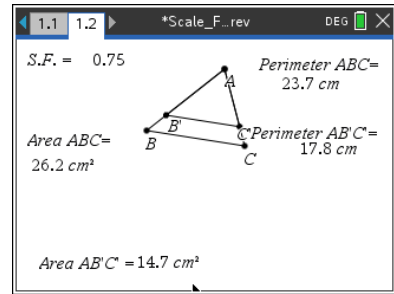 1.1 1.2 *Scale_F...rev DEG
S.F. = 0.75
Perimeter ABC=
23.7 cm
A
B'
C'
Perimeter AB'C'=
17.8 cm
B
C
Area ABC=
26.2 cm²
Area AB'C' =14.7 cm²